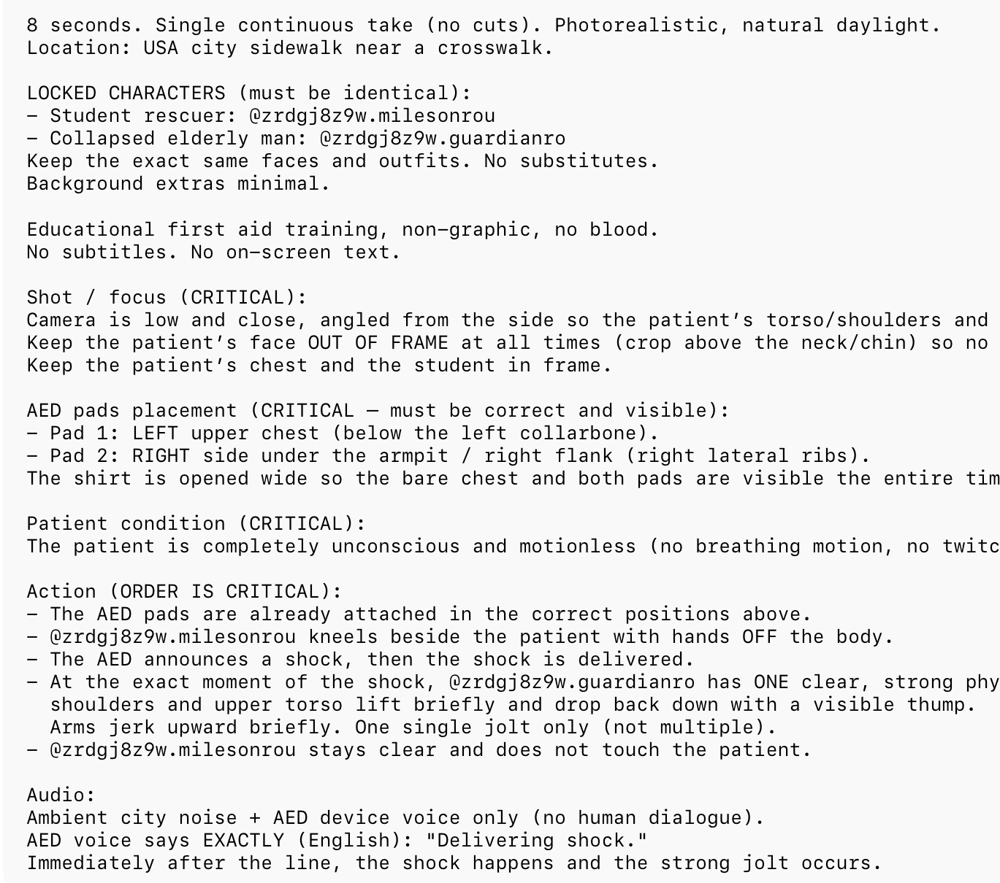 8 seconds. Single continuous take (no cuts). Photorealistic, natural daylight.
Location: USA city sidewalk near a crosswalk.
LOCKED CHARACTERS (must be identical):
– Student rescuer: @zrdgj8z9w.milesonrou
– Collapsed elderly man: @zrdgj8z9w.guardianro
Keep the exact same faces and outfits. No substitutes.
Background extras minimal.
Educational first aid training, non-graphic, no blood.
No subtitles. No on-screen text.
Shot / focus (CRITICAL):
Camera is low and close, angled from the side so the patient’s torso/shoulders and
Keep the patient’s face OUT OF FRAME at all times (crop above the neck/chin) so no
Keep the patient’s chest and the student in frame.
AED pads placement (CRITICAL — must be correct and visible):
– Pad 1: LEFT upper chest (below the left collarbone).
– Pad 2: RIGHT side under the armpit / right flank (right lateral ribs).
The shirt is opened wide so the bare chest and both pads are visible the entire tim
Patient condition (CRITICAL):
The patient is completely unconscious and motionless (no breathing motion, no twitc
Action (ORDER IS CRITICAL):
– The AED pads are already attached in the correct positions above.
– @zrdgj8z9w.milesonrou kneels beside the patient with hands OFF the body.
– The AED announces a shock, then the shock is delivered.
– At the exact moment of the shock, @zrdgj8z9w.guardianro has ONE clear, strong phy
shoulders and upper torso lift briefly and drop back down with a visible thump.
Arms jerk upward briefly. One single jolt only (not multiple).
– @zrdgj8z9w.milesonrou stays clear and does not touch the patient.
Audio:
Ambient city noise + AED device voice only (no human dialogue).
AED voice says EXACTLY (English): "Delivering shock."
Immediately after the line, the shock happens and the strong jolt occurs.